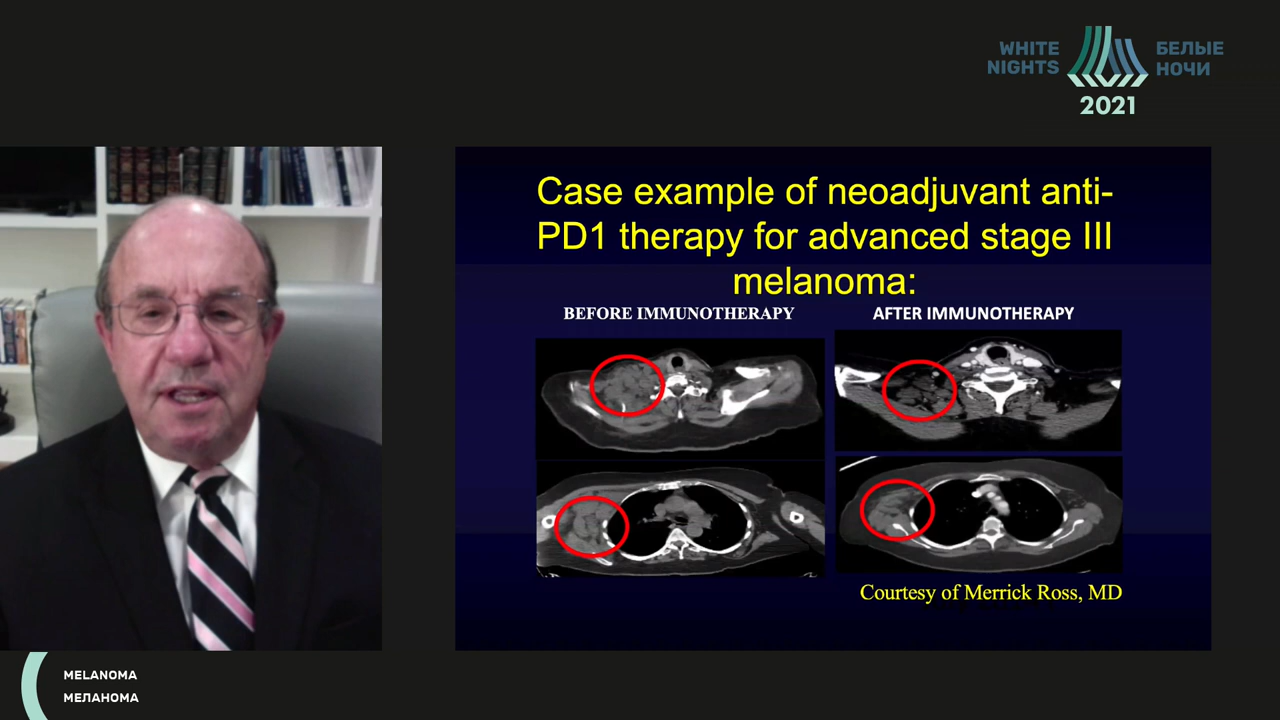 WHITE
NIGHTS
БЕЛЫЕ
НОЧИ
2021
Case example of neoadjuvant anti-
PD1 therapy for advanced stage III
melanoma:
BEFORE IMMUNOTHERAPY
AFTER IMMUNOTHERAPY
Courtesy of Merrick Ross, MD
MELANOMA
МЕЛАНОМА